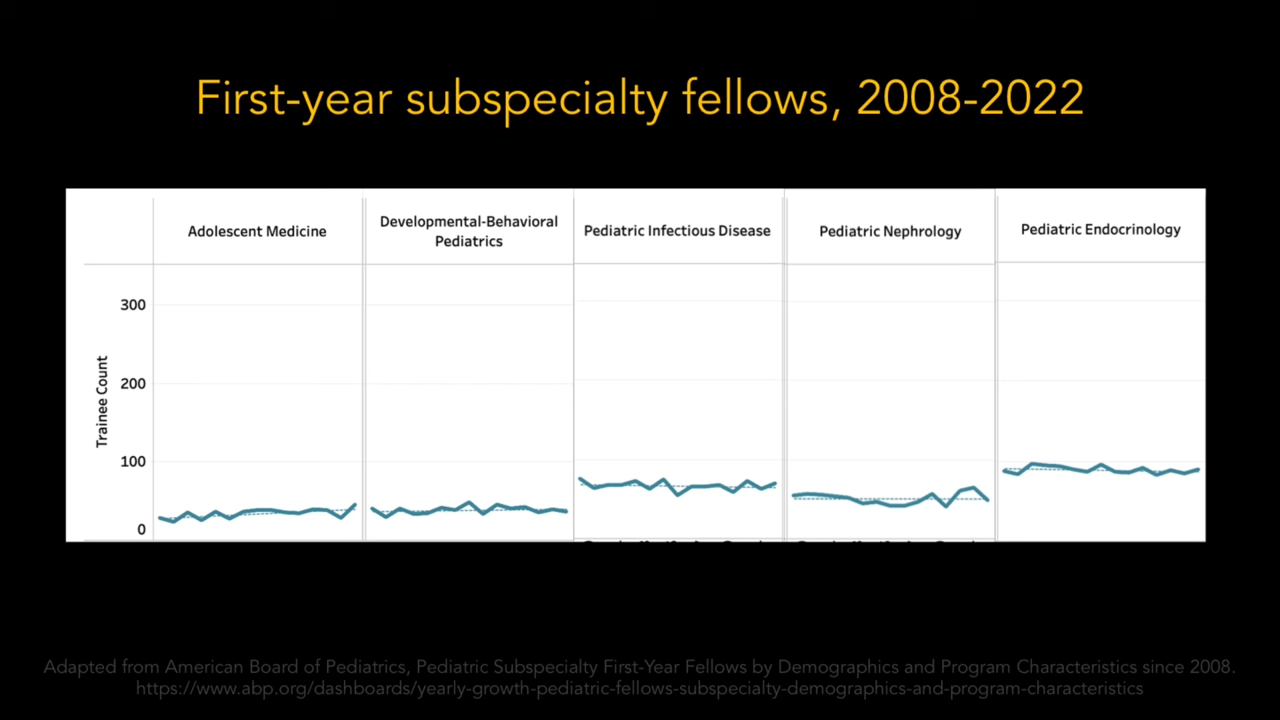 First-year subspecialty fellows, 2008-2022
Adolescent Medicine
Developmental-Behavioral
Pediatrics
Pediatric Infectious Disease
Pediatric Nephrology
Pediatric Endocrinology
Trainee Count
300
200
100
0
Adapted from American Board of Pediatrics, Pediatric Subspecialty First-Year Fellows by Demographics and Program Characteristics since 2008.
https://www.abp.org/dashboards/yearly-growth-pediatric-fellows-subspecialty-demographics-and-program-characteristics